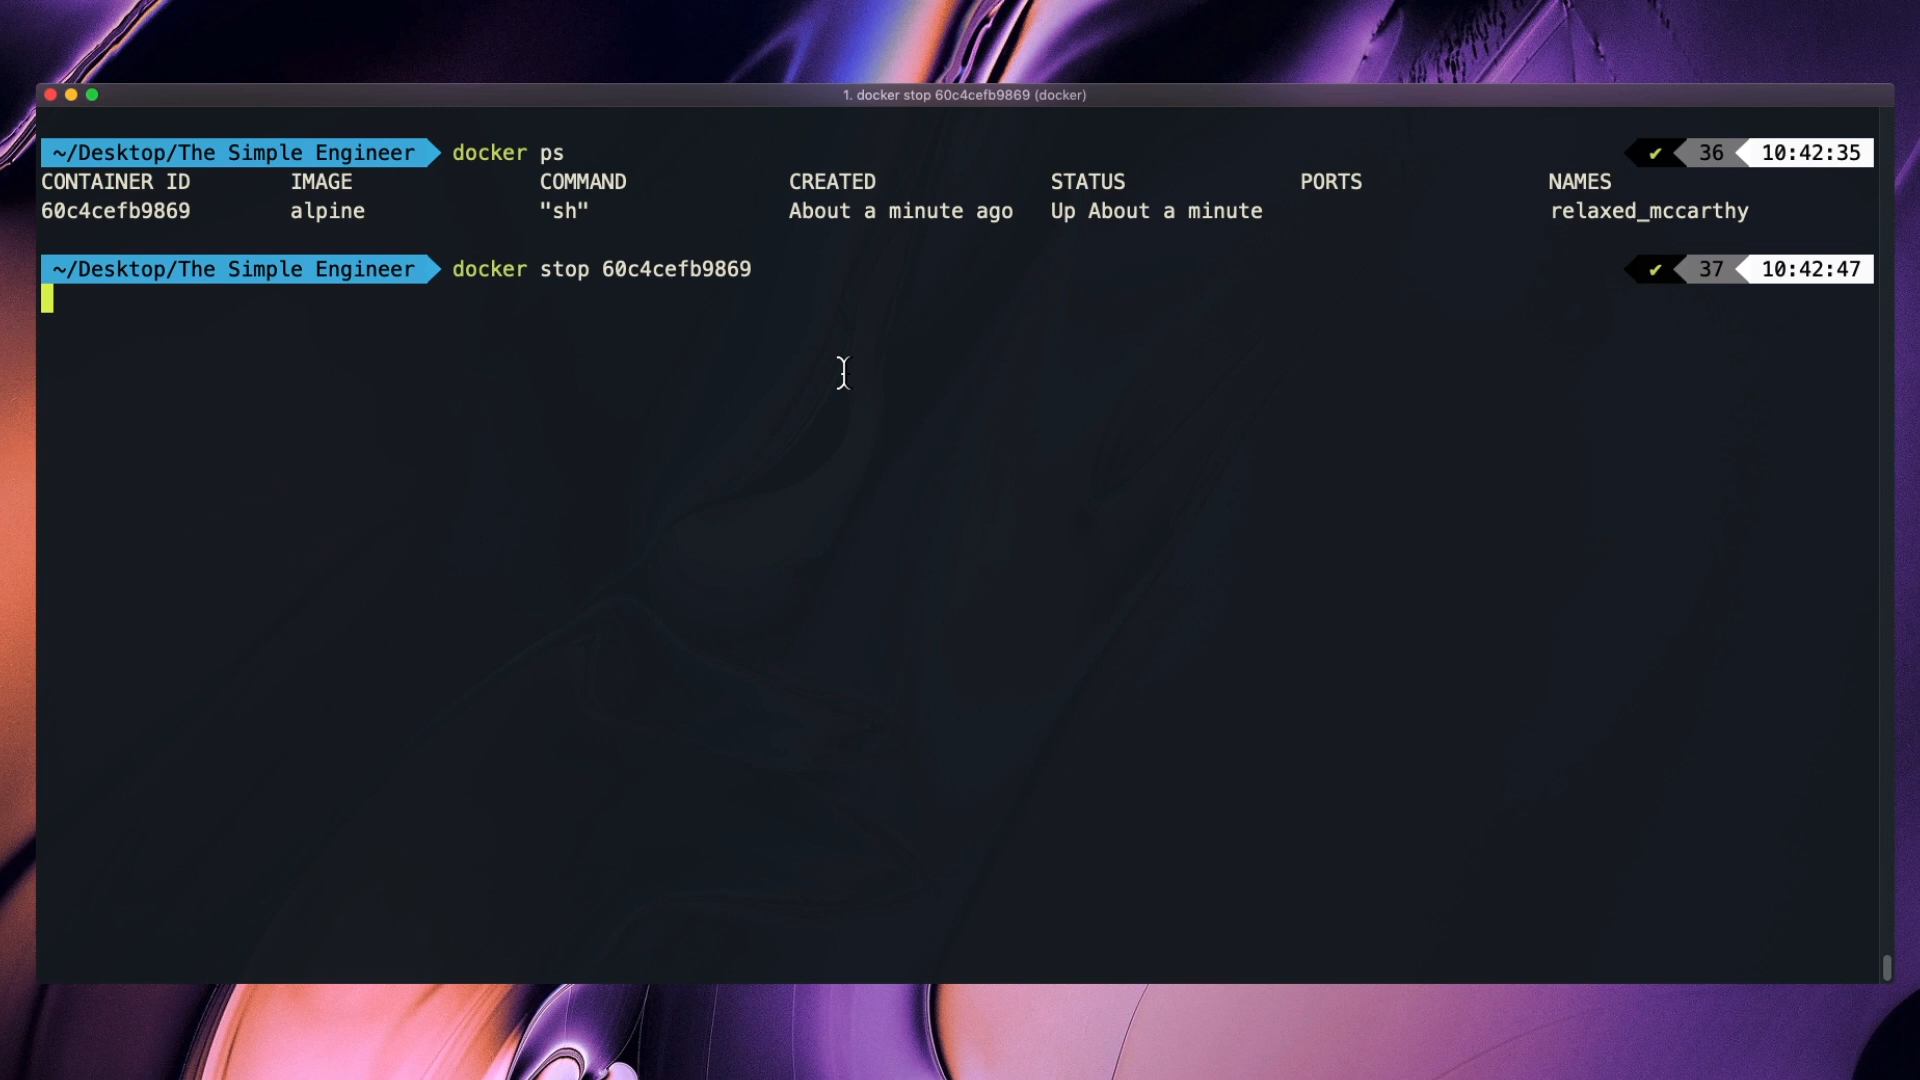 1. docker stop 60c4cefb9869 (docker)
~/Desktop/The Simple Engineer docker ps ✔ 36 10:42:35
CONTAINER ID IMAGE COMMAND CREATED STATUS PORTS NAMES
60c4cefb9869 alpine "sh" About a minute ago Up About a minute relaxed_mccarthy
~/Desktop/The Simple Engineer docker stop 60c4cefb9869 ✔ 37 10:42:47